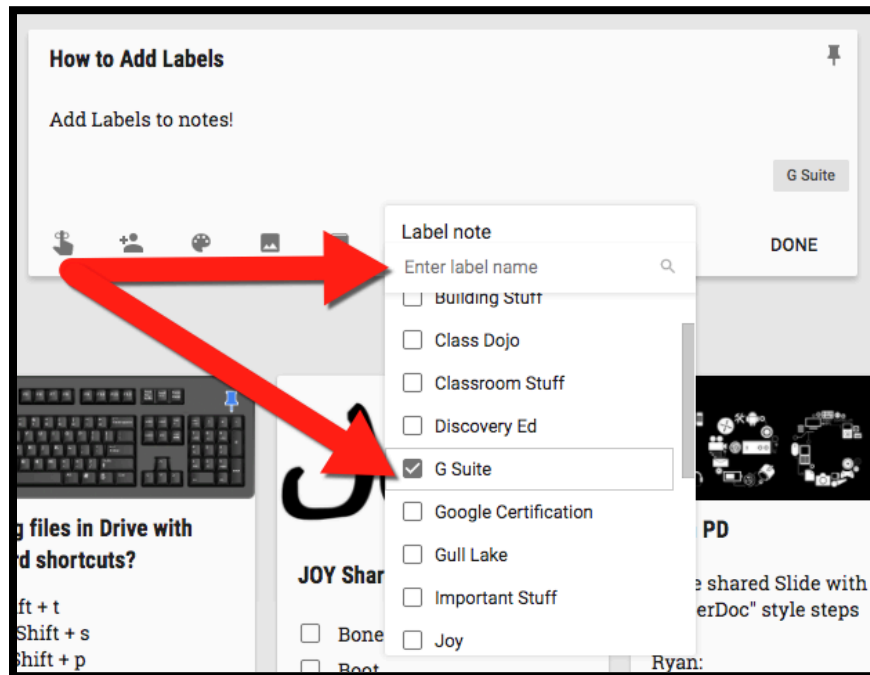 How to Add Labels
Add Labels to notes!
G Suite
Label note
DONE
Enter label name
Building Stuff
Class Dojo
Classroom Stuff
Discovery Ed
G Suite
Google Certification
Gull Lake
Important Stuff
Joy
files in Drive with
shortcuts?
+ t
Shift + s
Shift + p
JOY Shar
Bone
Boot
PD
shared Slide with
erDoc" style steps
Ryan: